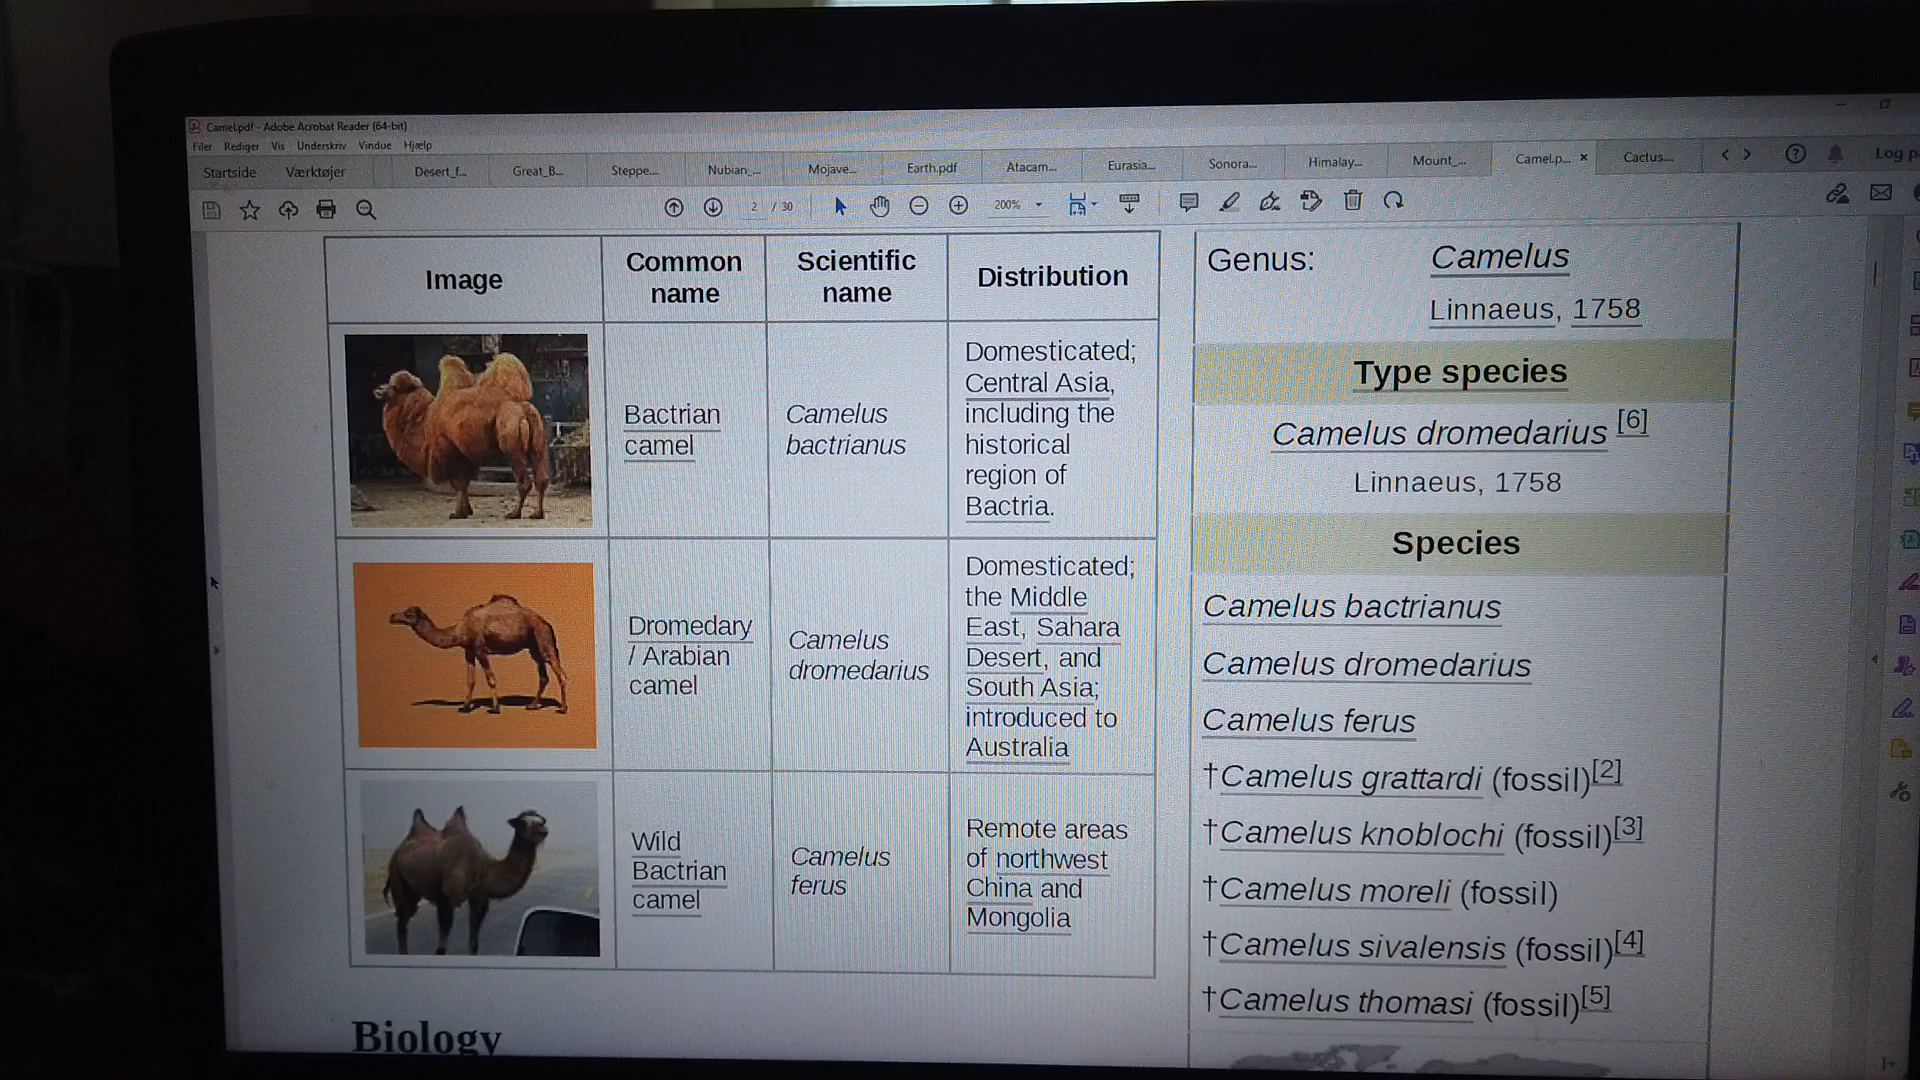 Camel.pdf - Adobe Acrobat Reader (64-bit)
Filer Rediger Vis Underskriv Vindue Hjælp
Startside Værktøjer Desert_f... Great_B... Steppe.... Nubian_... Mojave... Earth.pdf Atacam... Eurasia... Sonora... Himalay... Mount_... Camel.p... × Cactus.... Log p
2 / 30 200%
Image
Common
name
Scientific
name
Distribution
Bactrian
camel
Camelus
bactrianus
Domesticated;
Central Asia,
including the
historical
region of
Bactria.
Dromedary
/ Arabian
camel
Camelus
dromedarius
Domesticated;
the Middle
East, Sahara
Desert, and
South Asia;
introduced to
Australia
Wild
Bactrian
camel
Camelus
ferus
Remote areas
of northwest
China and
Mongolia
Biology
Genus: Camelus
Linnaeus, 1758
Type species
Camelus dromedarius [6]
Linnaeus, 1758
Species
Camelus bactrianus
Camelus dromedarius
Camelus ferus
†Camelus grattardi (fossil)[2]
†Camelus knoblochi (fossil)[3]
†Camelus moreli (fossil)
†Camelus sivalensis (fossil)[4]
†Camelus thomasi (fossil)[5]